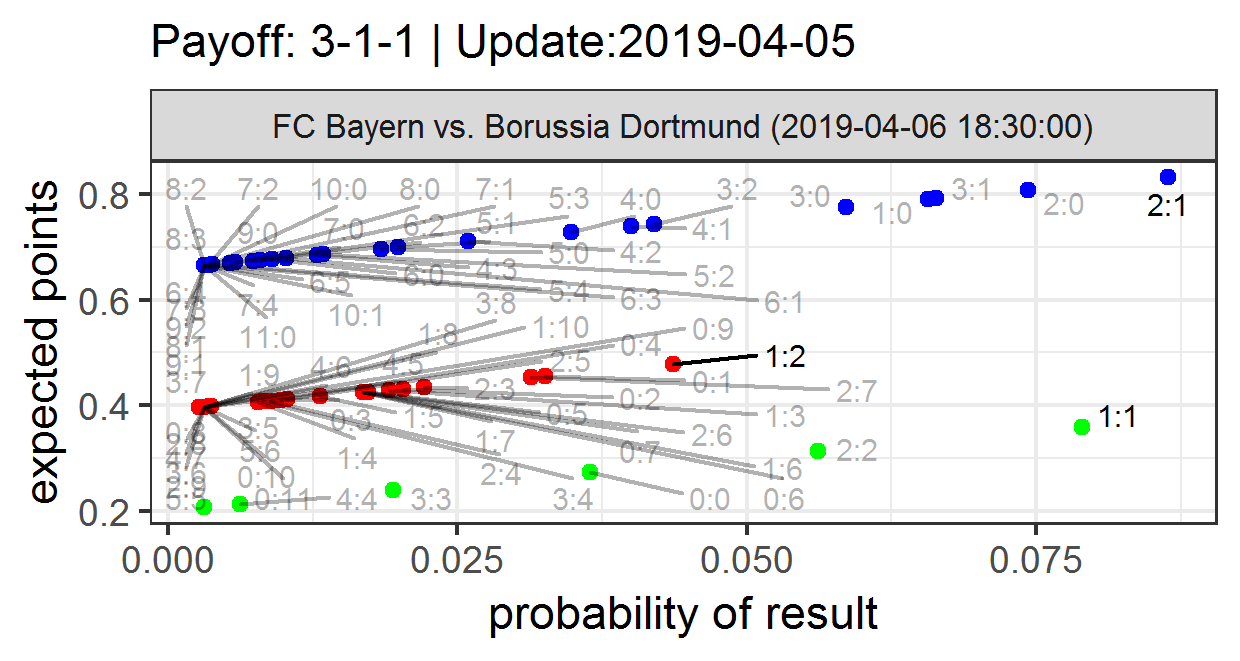 Payoff: 3-1-1 | Update:2019-04-05
FC Bayern vs. Borussia Dortmund (2019-04-06 18:30:00)
expected points
0.8
0.6
0.4
0.2
8:2 7:2 10:0 8:0 7:1 5:3 4:0 3:2 3:0 1:0 3:1 2:0 2:1
8:3 9:0 7:0 6:2 5:1 4:1
4:2
5:0
6:5 6:0 4:3 5:4 6:3 5:2 6:1
7:4 10:1 3:8
9:2 11:0 1:8 1:10 0:9
9:1 1:9 4:6 4:5 2:5 0:4 1:2
3:7 2:3 0:2 0:1 2:7
0:3 1:5 0:5 1:3 1:1
3:5 1:7 2:6
3:6 1:4 0:7 2:2
0:10 2:4 1:6
0:11 4:4 3:3 3:4 0:0 0:6
0.000 0.025 0.050 0.075
probability of result